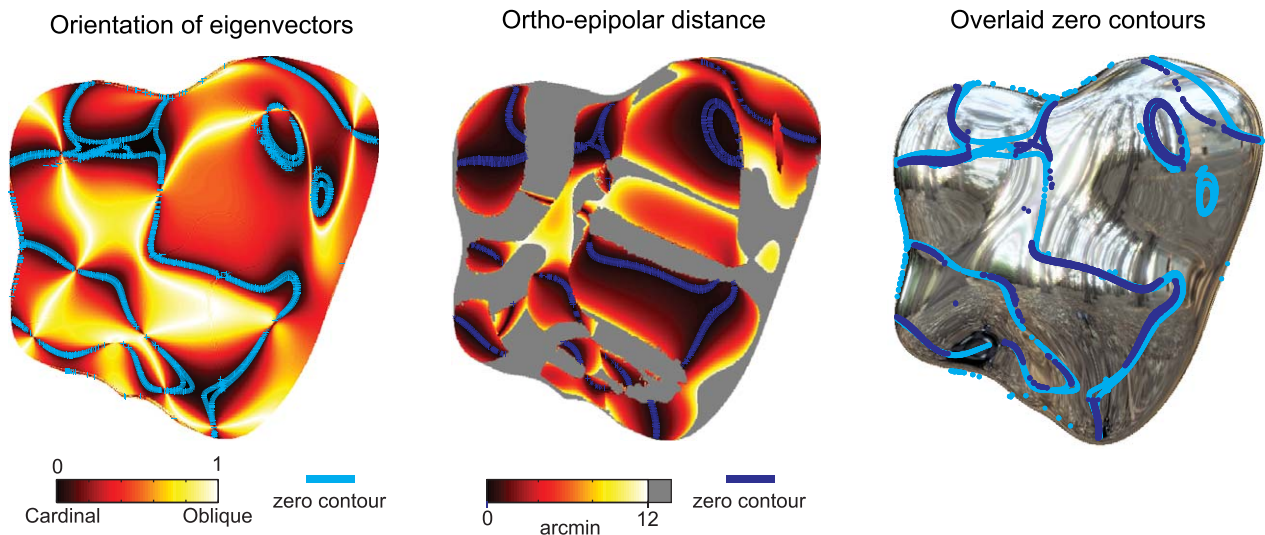 Orientation of eigenvectors
Ortho-epipolar distance
Overlaid zero contours
0 1
Cardinal Oblique
zero contour
0 12
arcmin
zero contour